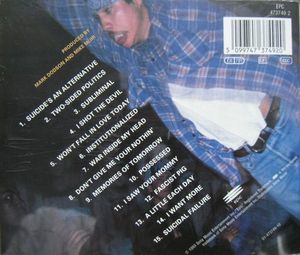 PRODUCED BY
MARK DODSON AND MIKE MUIR
1. SUICIDE'S AN ALTERNATIVE
2. TWO-SIDED POLITICS
3. SUBLIMINAL
4. I SHOT THE DEVIL
5. WON'T FALL IN LOVE TODAY
6. INSTITUTIONALIZED
7. WAR INSIDE MY HEAD
8. DON'T GIVE ME YOUR NOTHIN'
9. MEMORIES OF TOMORROW
10. POSSESSED
11. I SAW YOUR MOMMY
12. FASCIST PIG
13. A LITTLE EACH DAY
14. I WANT MORE
15. SUICIDAL FAILURE
EPC
473749 2
5 099747 374920